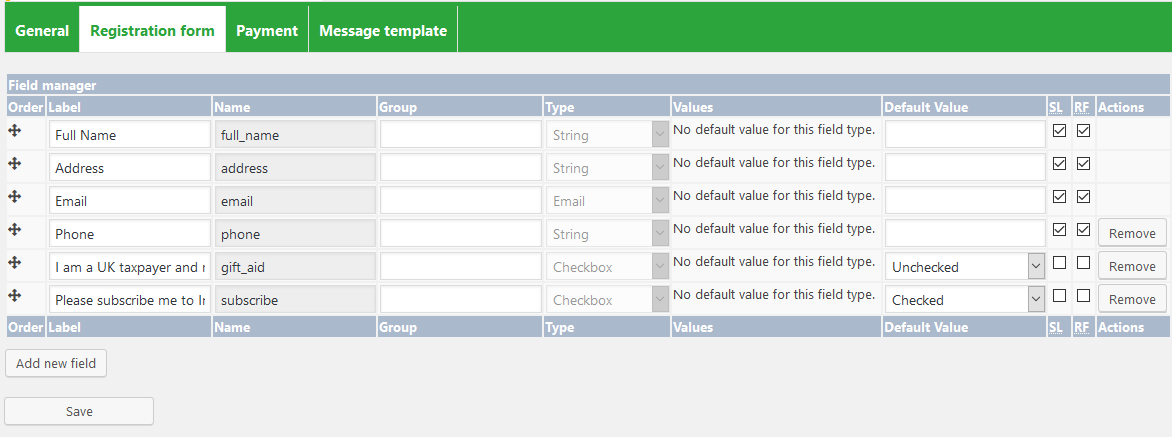 General Registration form Payment Message template
Field manager
Order Label Name Group Type Values Default Value SL RF Actions
Full Name full_name String No default value for this field type.
Address address String No default value for this field type.
Email email Email No default value for this field type.
Phone phone String No default value for this field type. Remove
I am a UK taxpayer and r gift_aid Checkbox No default value for this field type. Unchecked Remove
Please subscribe me to Ir subscribe Checkbox No default value for this field type. Checked Remove
Order Label Name Group Type Values Default Value SL RF Actions
Add new field
Save